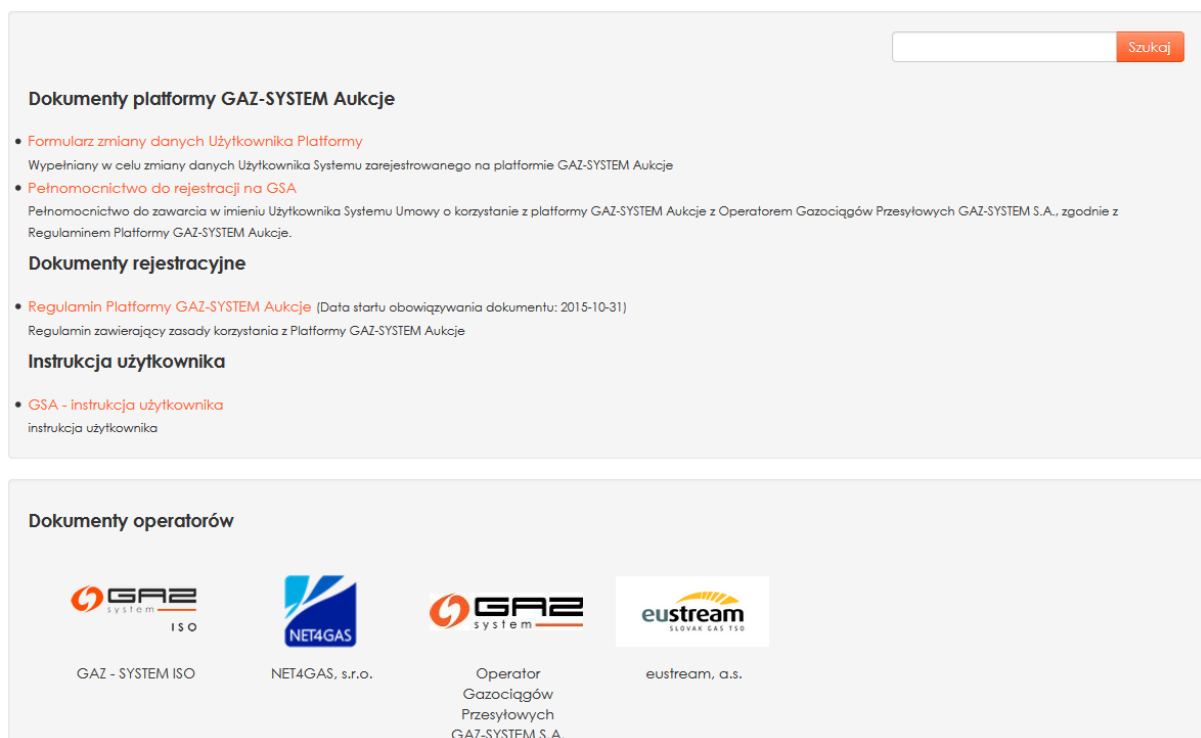 Szukaj
Dokumenty platformy GAZ-SYSTEM Aukcje
Formularz zmiany danych Użytkownika Platformy
Wypełniany w celu zmiany danych Użytkownika Systemu zarejestrowanego na platformie GAZ-SYSTEM Aukcje
Pełnomocnictwo do rejestracji na GSA
Pełnomocnictwo do zawarcia w imieniu Użytkownika Systemu Umowy o korzystanie z platformy GAZ-SYSTEM Aukcje z Operatorem Gazociągów Przesyłowych GAZ-SYSTEM S.A., zgodnie z
Regulaminem Platformy GAZ-SYSTEM Aukcje.
Dokumenty rejestracyjne
Regulamin Platformy GAZ-SYSTEM Aukcje (Data startu obowiązywania dokumentu: 2015-10-31)
Regulamin zawierający zasady korzystania z Platformy GAZ-SYSTEM Aukcje
Instrukcja użytkownika
GSA - instrukcja użytkownika
instrukcja użytkownika
Dokumenty operatorów
GAZ
system
ISO
NET4GAS
GAZ
system
eustream
SLOVAK GAS TSO
GAZ - SYSTEM ISO
NET4GAS, s.r.o.
Operator
Gazociągów
Przesyłowych
GAZ-SYSTEM S.A.
eustream, a.s.